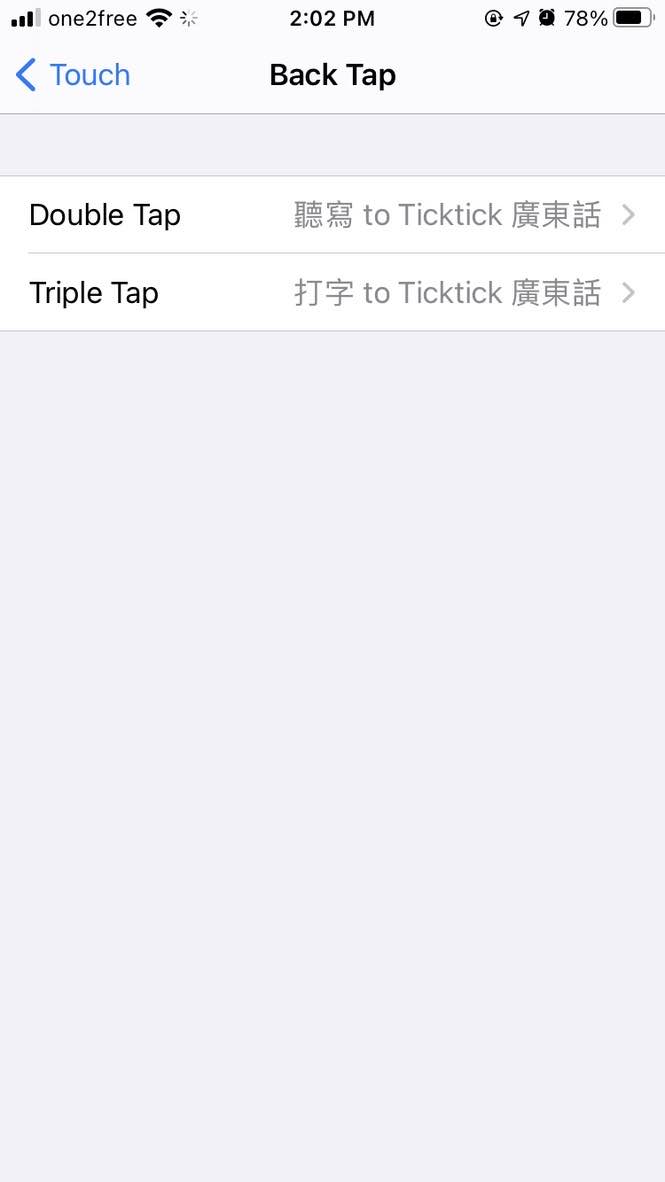 one2free 2:02 PM 78%
Touch Back Tap
Double Tap 聽寫 to Ticktick 廣東話
Triple Tap 打字 to Ticktick 廣東話